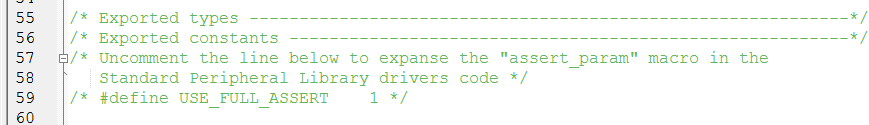 55 /* Exported types ------------------------------------------------------------*/
56 /* Exported constants --------------------------------------------------------*/
57 /* Uncomment the line below to expanse the "assert_param" macro in the
58 Standard Peripheral Library drivers code */
59 /* #define USE_FULL_ASSERT    1 */
60